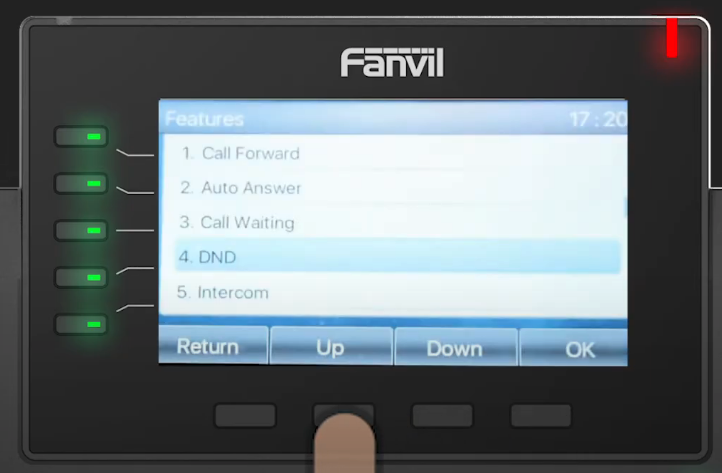 Fanvil
Features 17:20
1. Call Forward
2. Auto Answer
3. Call Waiting
4. DND
5. Intercom
Return Up Down OK